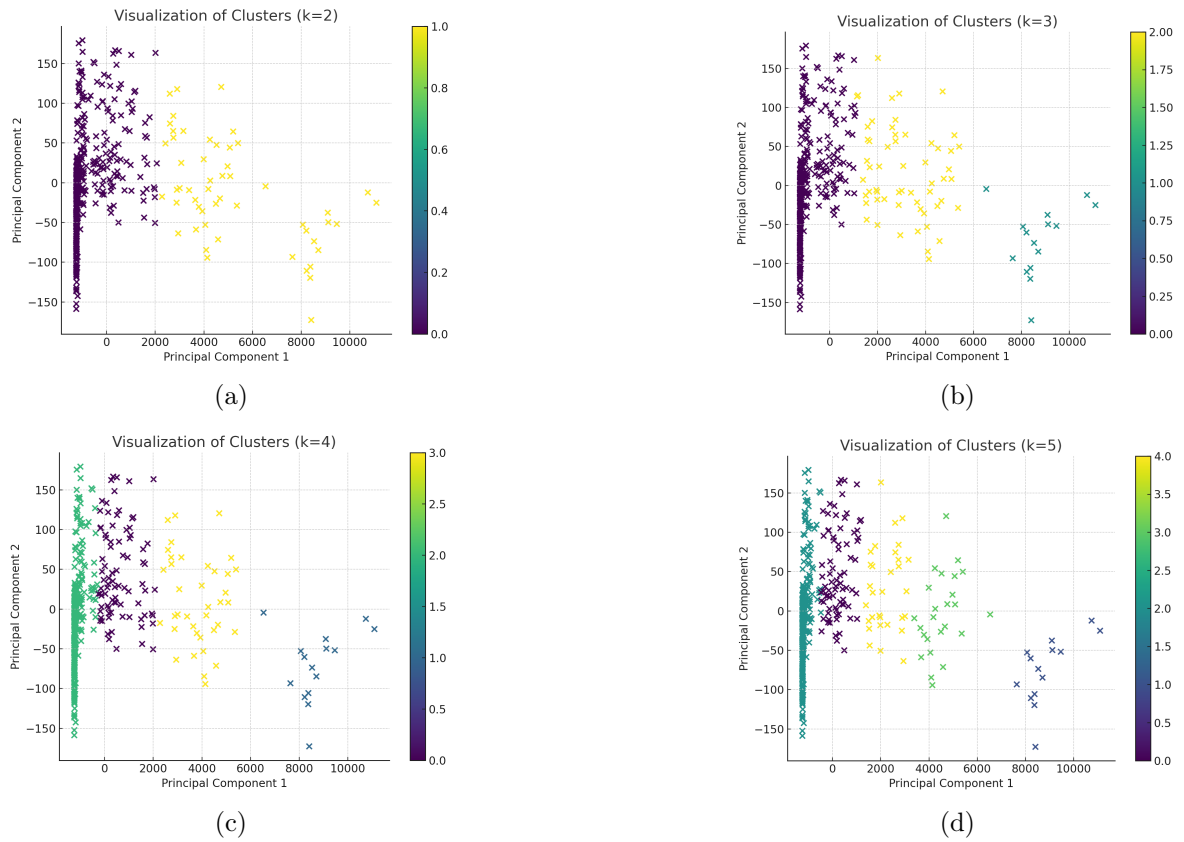 Visualization of Clusters (k=2)
Principal Component 2
150
100
50
0
−50
−100
−150
0 2000 4000 6000 8000 10000
Principal Component 1
1.0
0.8
0.6
0.4
0.2
0.0
(a)
Visualization of Clusters (k=3)
Principal Component 2
150
100
50
0
−50
−100
−150
0 2000 4000 6000 8000 10000
Principal Component 1
2.00
1.75
1.50
1.25
1.00
0.75
0.50
0.25
0.00
(b)
Visualization of Clusters (k=4)
Principal Component 2
150
100
50
0
−50
−100
−150
0 2000 4000 6000 8000 10000
Principal Component 1
3.0
2.5
2.0
1.5
1.0
0.5
0.0
(c)
Visualization of Clusters (k=5)
Principal Component 2
150
100
50
0
−50
−100
−150
0 2000 4000 6000 8000 10000
Principal Component 1
4.0
3.5
3.0
2.5
2.0
1.5
1.0
0.5
0.0
(d)